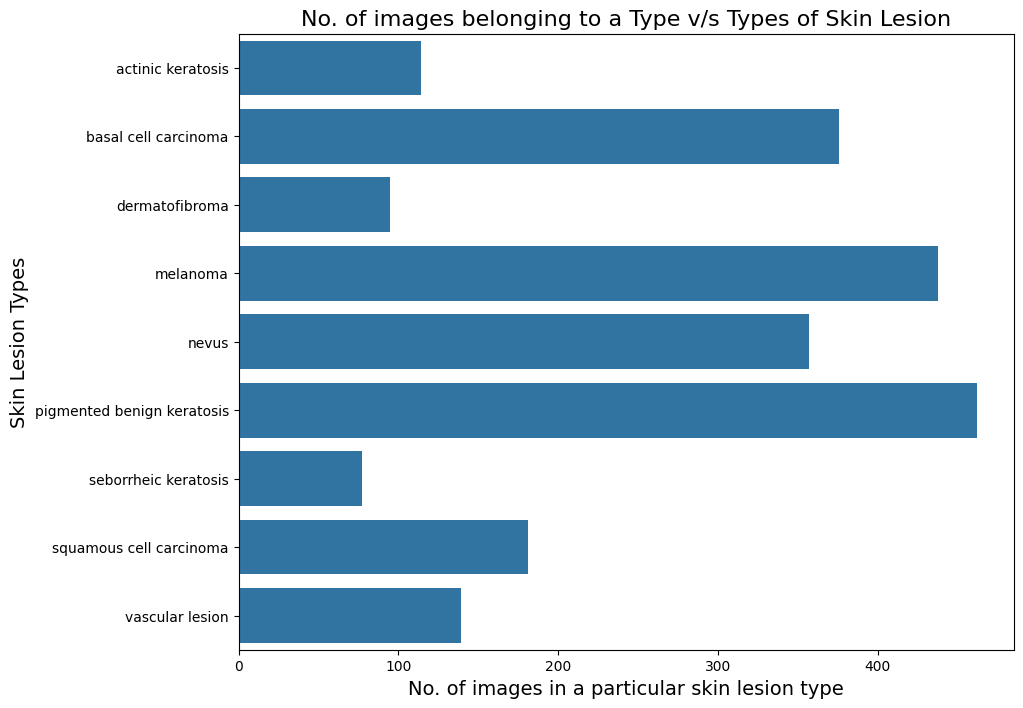 No. of images belonging to a Type v/s Types of Skin Lesion
Skin Lesion Types
actinic keratosis
basal cell carcinoma
dermatofibroma
melanoma
nevus
pigmented benign keratosis
seborrheic keratosis
squamous cell carcinoma
vascular lesion
0 100 200 300 400
No. of images in a particular skin lesion type